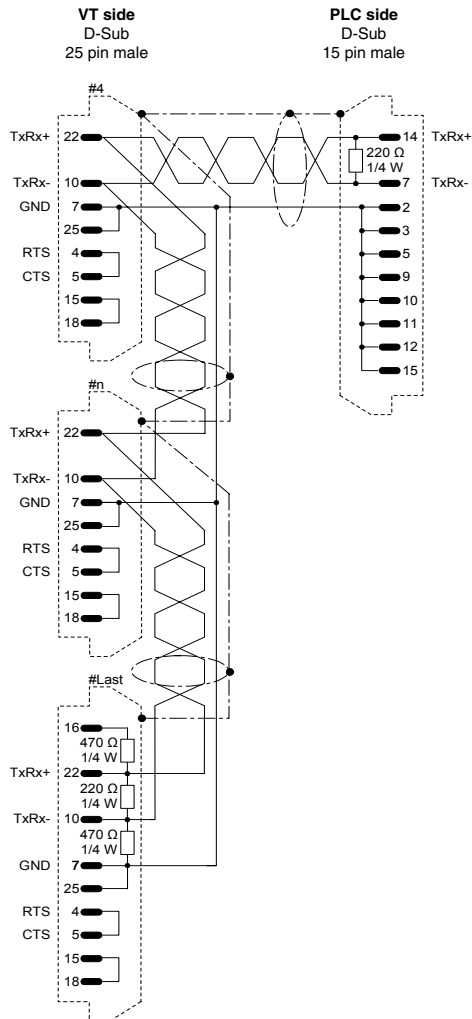 VT side
D-Sub
25 pin male
PLC side
D-Sub
15 pin male
#4
TxRx+ 22
TxRx- 10
GND 7
25
RTS 4
CTS 5
15
18
220 Ω
1/4 W
14 TxRx+
7 TxRx-
2
3
5
9
10
11
12
15
#n
TxRx+ 22
TxRx- 10
GND 7
25
RTS 4
CTS 5
15
18
#Last
16
470 Ω
1/4 W
TxRx+ 22
220 Ω
1/4 W
TxRx- 10
470 Ω
1/4 W
GND 7
25
RTS 4
CTS 5
15
18